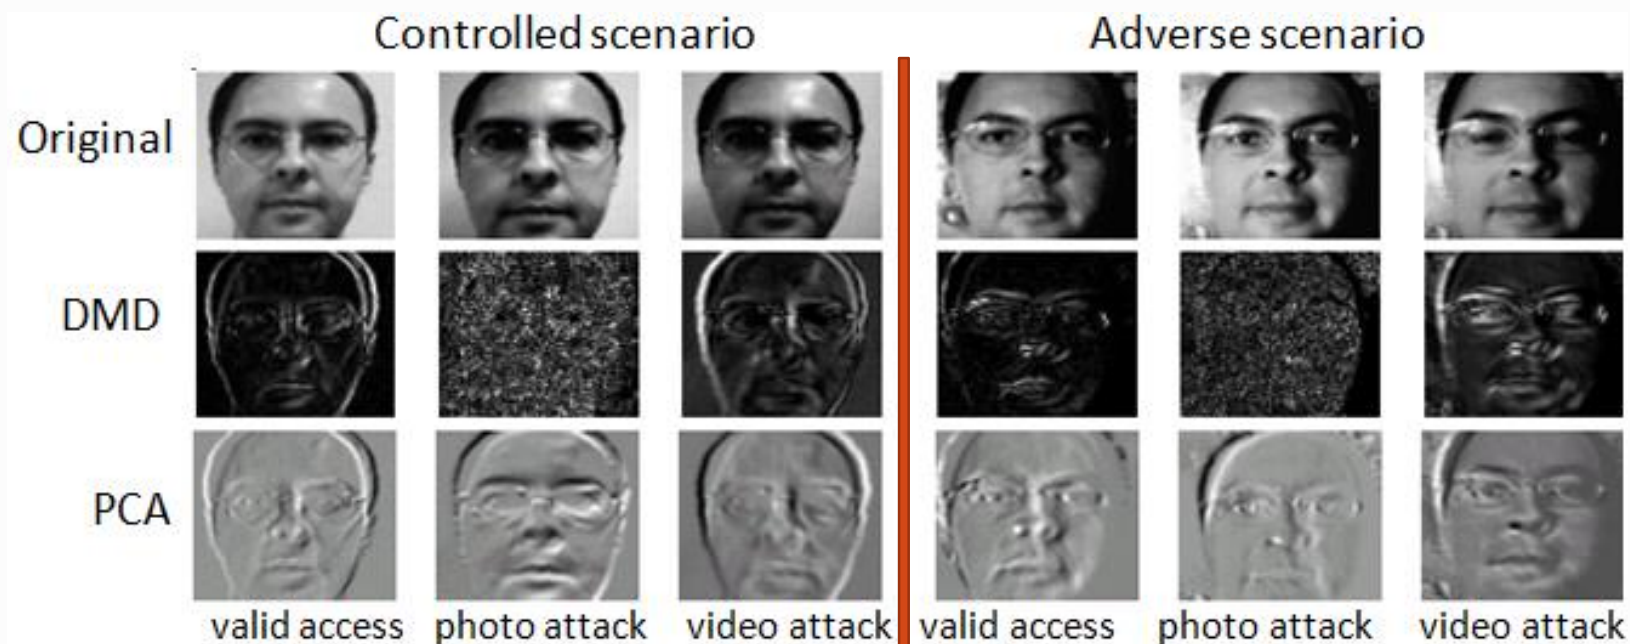 Controlled scenario
Adverse scenario
Original
DMD
PCA
valid access
photo attack
video attack
valid access
photo attack
video attack